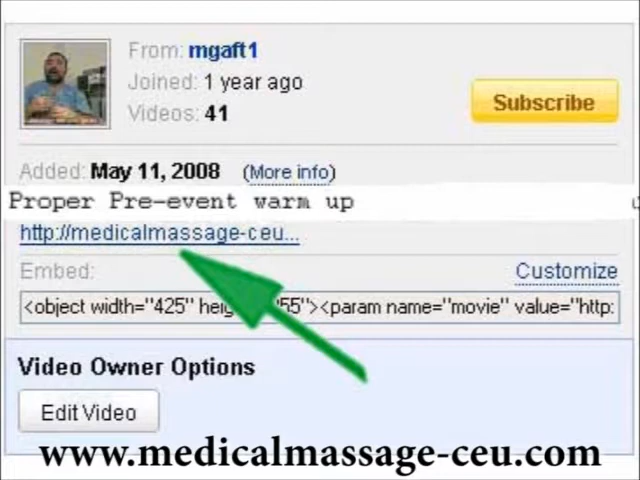 From: mgaft1
Joined: 1 year ago
Videos: 41
Subscribe
Added: May 11, 2008 (More info)
Proper Pre-event warm up
http://medicalmassage-ceu...
Embed:
Customize
<object width="425" heig 55"><param name="movie" value="http:
Video Owner Options
Edit Video
www.medicalmassage-ceu.com